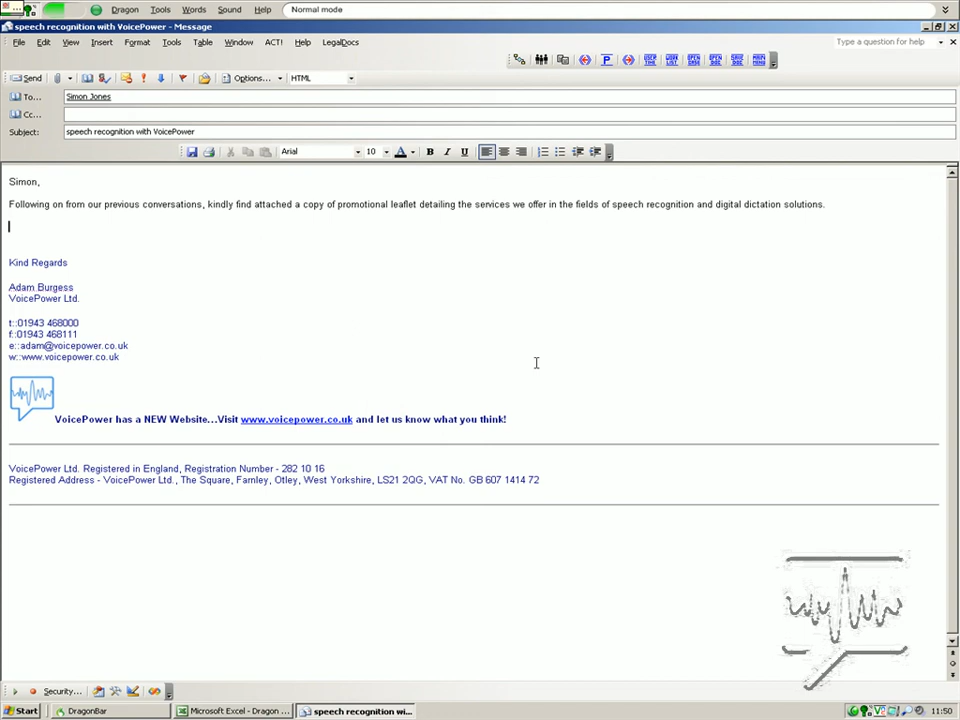 Dragon Tools Words Sound Help Normal mode
speech recognition with VoicePower - Message
File Edit View Insert Format Tools Table Window ACT! Help LegalDocs Type a question for help
Send Options... HTML
To... Simon Jones
Cc...
Subject: speech recognition with VoicePower
Arial 10 A B I U
Simon,
Following on from our previous conversations, kindly find attached a copy of promotional leaflet detailing the services we offer in the fields of speech recognition and digital dictation solutions.
Kind Regards
Adam Burgess
VoicePower Ltd.
t::01943 468000
f::01943 468111
e::adam@voicepower.co.uk
w::www.voicepower.co.uk
VoicePower has a NEW Website...Visit www.voicepower.co.uk and let us know what you think!
VoicePower Ltd. Registered in England, Registration Number - 282 10 16
Registered Address - VoicePower Ltd., The Square, Farnley, Otley, West Yorkshire, LS21 2QG, VAT No. GB 607 1414 72
Security...
Start DragonBar Microsoft Excel - Dragon ... speech recognition wi... 11:50